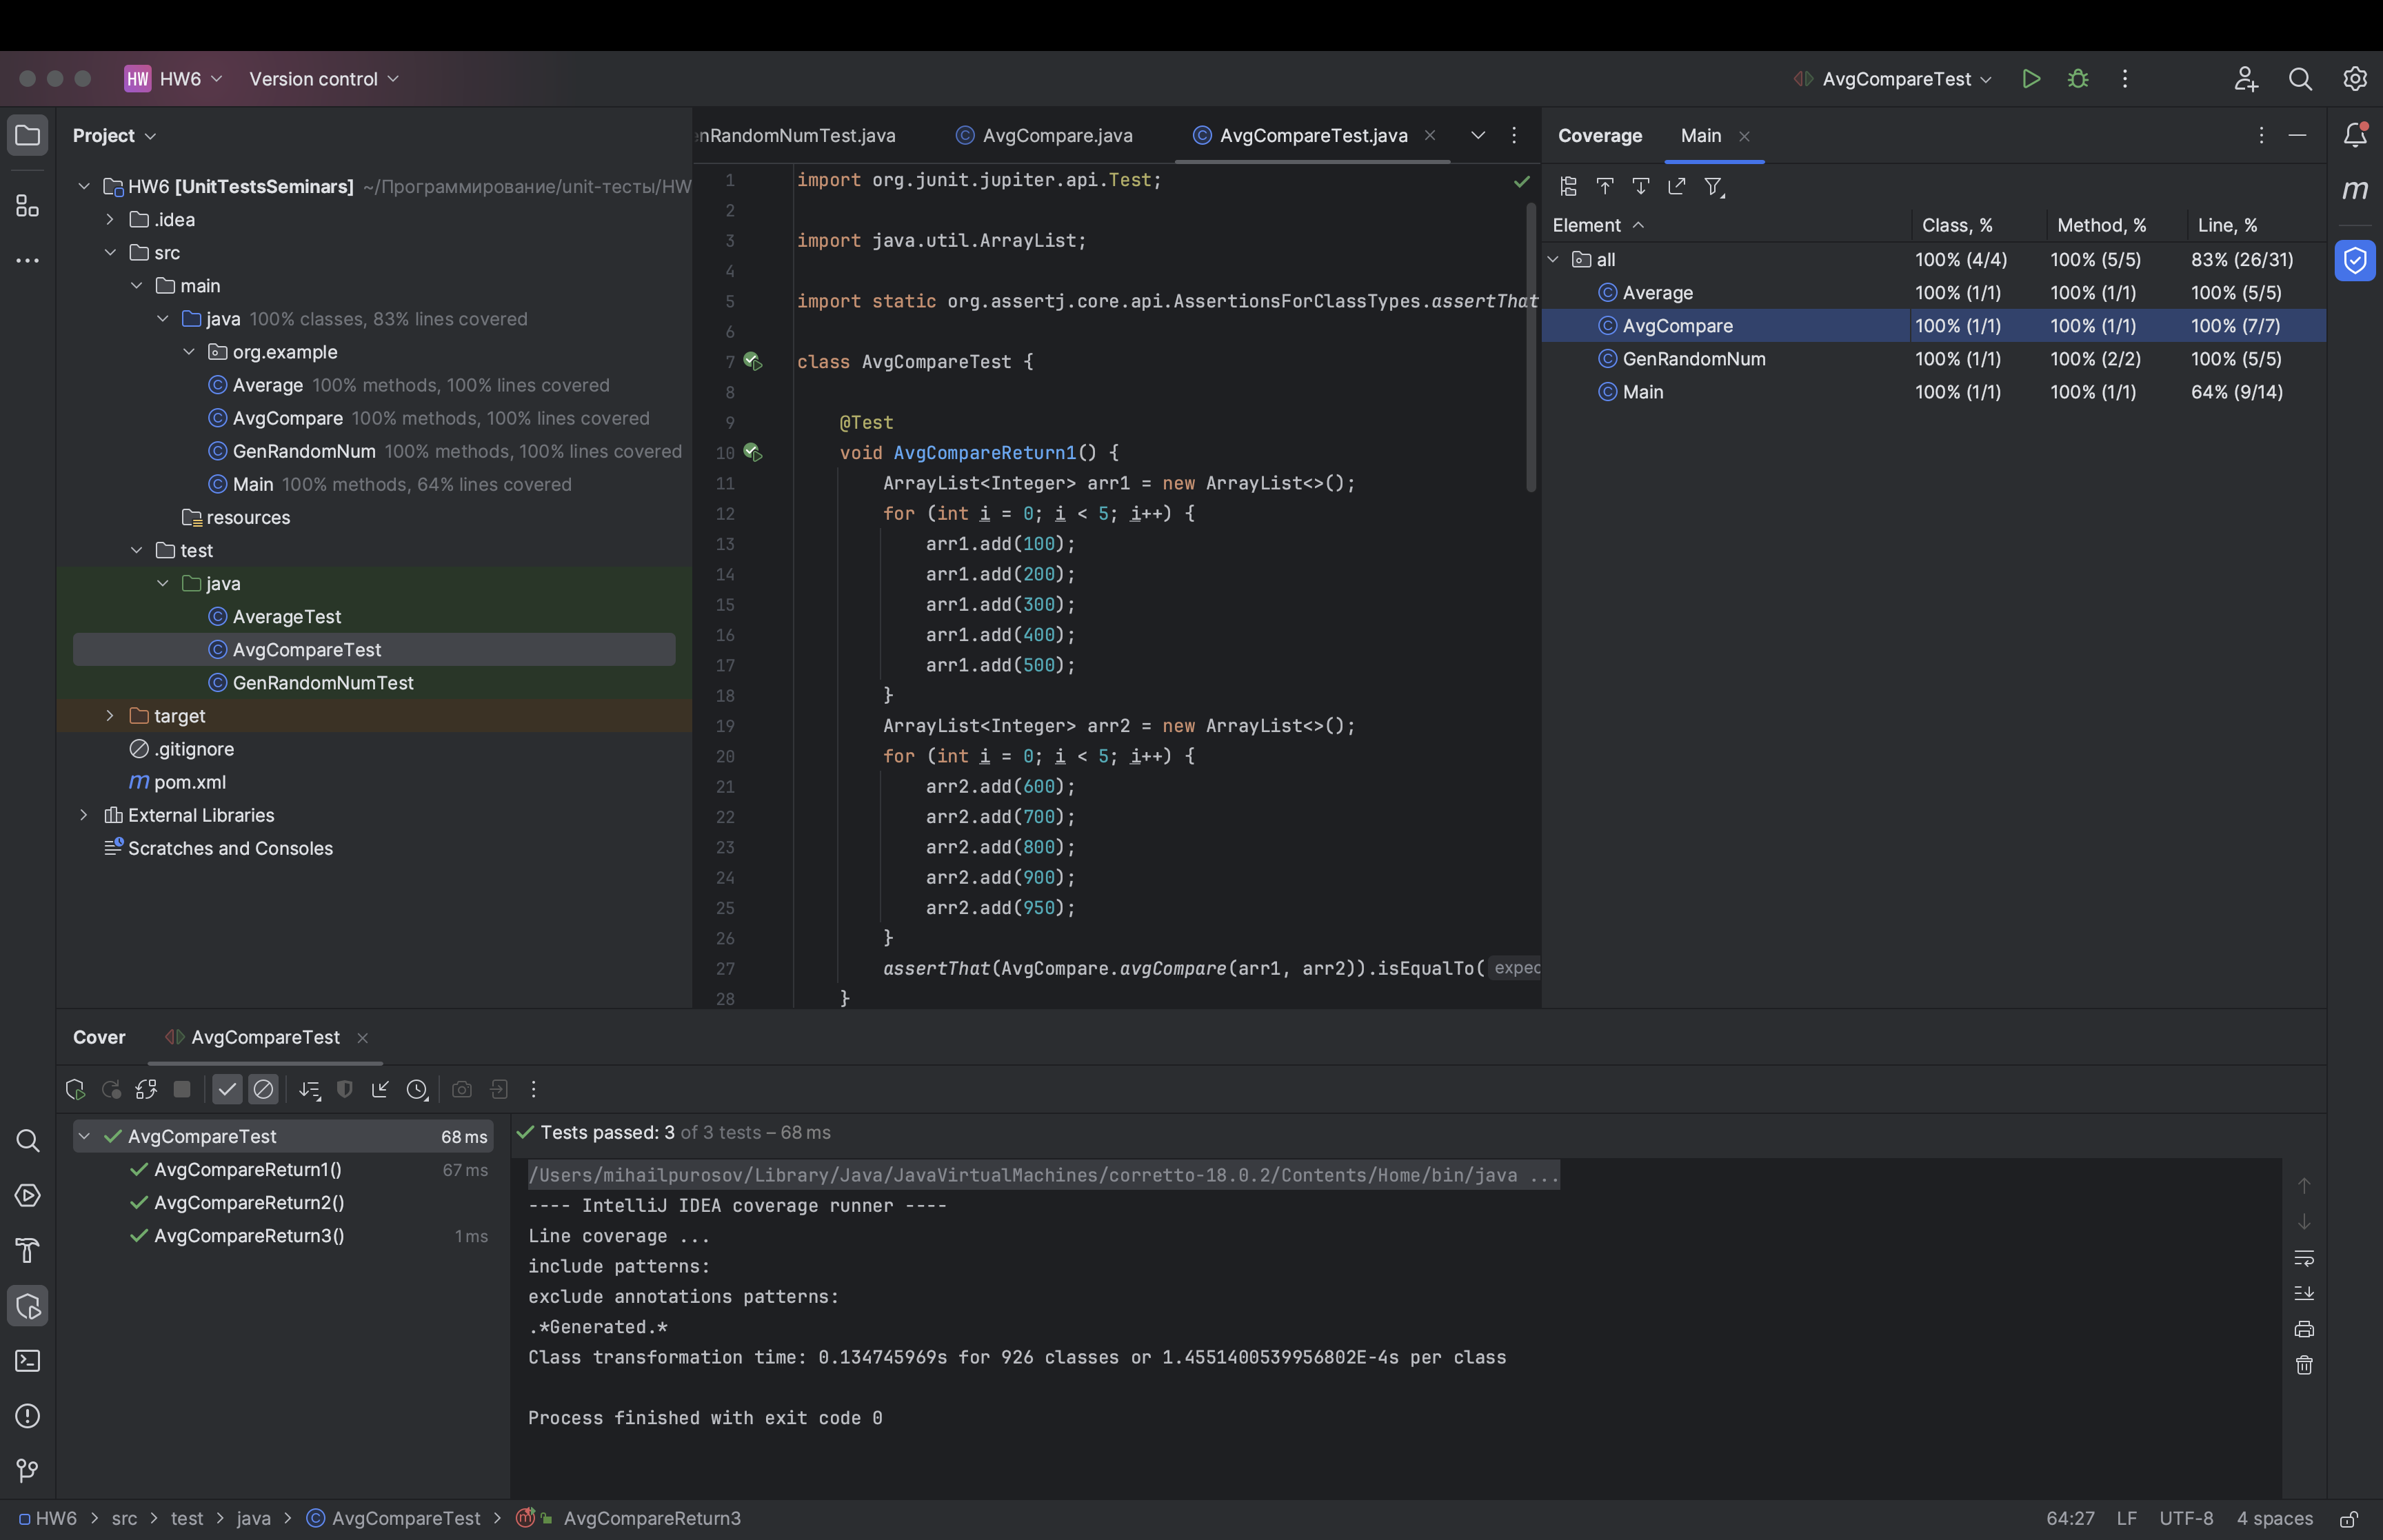 HW HW6 Version control AvgCompareTest
Project
HW6 [UnitTestsSeminars] ~/Программирование/unit-тесты/HW
.idea
src
main
java 100% classes, 83% lines covered
org.example
Average 100% methods, 100% lines covered
AvgCompare 100% methods, 100% lines covered
GenRandomNum 100% methods, 100% lines covered
Main 100% methods, 64% lines covered
resources
test
java
AverageTest
AvgCompareTest
GenRandomNumTest
target
.gitignore
m pom.xml
External Libraries
Scratches and Consoles
nRandomNumTest.java AvgCompare.java AvgCompareTest.java
1 import org.junit.jupiter.api.Test;
2
3 import java.util.ArrayList;
4
5 import static org.assertj.core.api.AssertionsForClassTypes.assertThat
6
7 class AvgCompareTest {
8
9 @Test
10 void AvgCompareReturn1() {
11 ArrayList<Integer> arr1 = new ArrayList<>();
12 for (int i = 0; i < 5; i++) {
13 arr1.add(100);
14 arr1.add(200);
15 arr1.add(300);
16 arr1.add(400);
17 arr1.add(500);
18 }
19 ArrayList<Integer> arr2 = new ArrayList<>();
20 for (int i = 0; i < 5; i++) {
21 arr2.add(600);
22 arr2.add(700);
23 arr2.add(800);
24 arr2.add(900);
25 arr2.add(950);
26 }
27 assertThat(AvgCompare.avgCompare(arr1, arr2)).isEqualTo( expec
28 }
Coverage Main
Element Class, % Method, % Line, %
all 100% (4/4) 100% (5/5) 83% (26/31)
Average 100% (1/1) 100% (1/1) 100% (5/5)
AvgCompare 100% (1/1) 100% (1/1) 100% (7/7)
GenRandomNum 100% (1/1) 100% (2/2) 100% (5/5)
Main 100% (1/1) 100% (1/1) 64% (9/14)
m
Cover AvgCompareTest
AvgCompareTest 68 ms
AvgCompareReturn1() 67 ms
AvgCompareReturn2()
AvgCompareReturn3() 1 ms
Tests passed: 3 of 3 tests – 68 ms
/Users/mihailpurosov/Library/Java/JavaVirtualMachines/corretto-18.0.2/Contents/Home/bin/java ...
---- IntelliJ IDEA coverage runner ----
Line coverage ...
include patterns:
exclude annotations patterns:
.*Generated.*
Class transformation time: 0.134745969s for 926 classes or 1.4551400539956802E-4s per class
Process finished with exit code 0
HW6 > src > test > java > AvgCompareTest > m AvgCompareReturn3
64:27 LF UTF-8 4 spaces